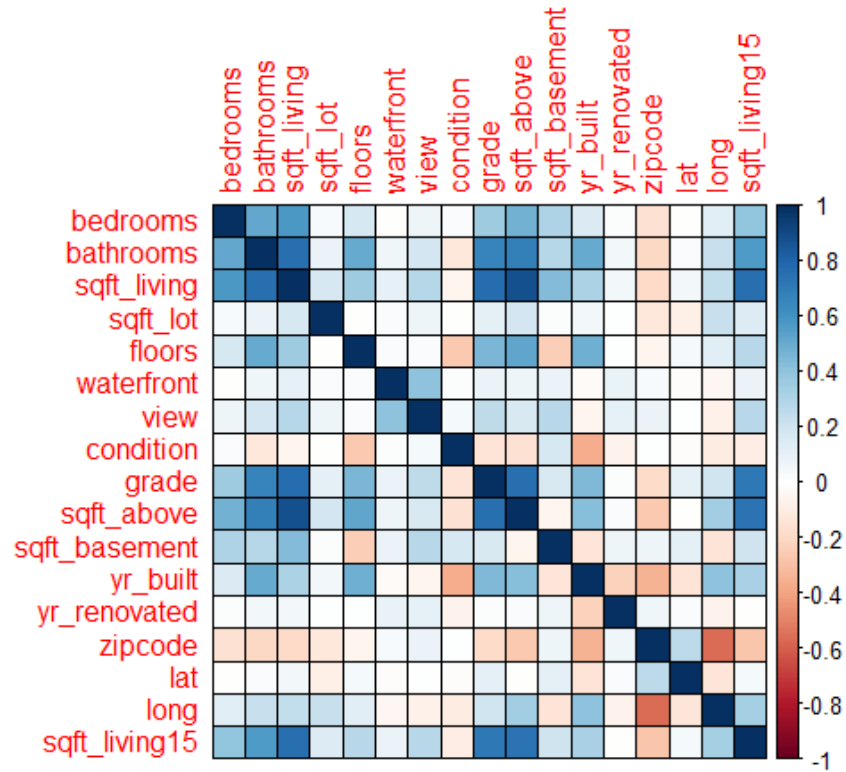 bedrooms
bathrooms
sqft_living
sqft_lot
floors
waterfront
view
condition
grade
sqft_above
sqft_basement
yr_built
yr_renovated
zipcode
lat
long
sqft_living15
bedrooms
bathrooms
sqft_living
sqft_lot
floors
waterfront
view
condition
grade
sqft_above
sqft_basement
yr_built
yr_renovated
zipcode
lat
long
sqft_living15
1
0.8
0.6
0.4
0.2
0
-0.2
-0.4
-0.6
-0.8
-1